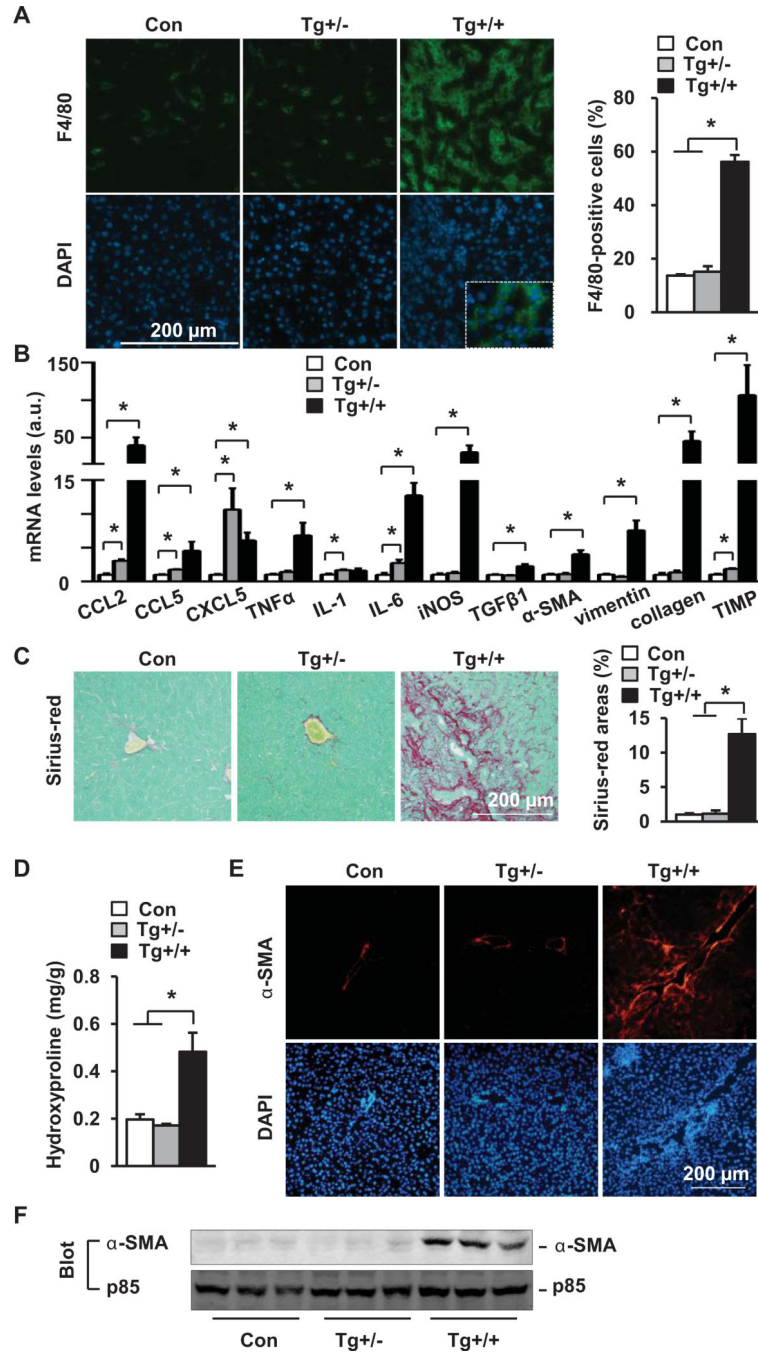 A
Con
Tg+/-
Tg+/+
F4/80
DAPI
200 µm
Con
Tg+/-
Tg+/+
F4/80-positive cells (%)
80
60
40
20
0
*
B
mRNA levels (a.u.)
150
50
15
5
0
Con
Tg+/-
Tg+/+
* * * * * * * * * * * * * * * *
CCL2 CCL5 CXCL5 TNFα IL-1 IL-6 iNOS TGFβ1 α-SMA vimentin collagen TIMP
C
Con
Tg+/-
Tg+/+
Sirius-red
200 µm
Con
Tg+/-
Tg+/+
Sirius-red areas (%)
15
10
5
0
*
D
Con
Tg+/-
Tg+/+
Hydroxyproline (mg/g)
0.8
0.6
0.4
0.2
0
*
E
Con
Tg+/-
Tg+/+
α-SMA
DAPI
200 µm
F
Blot
α-SMA
p85
- α-SMA
- p85
Con
Tg+/-
Tg+/+